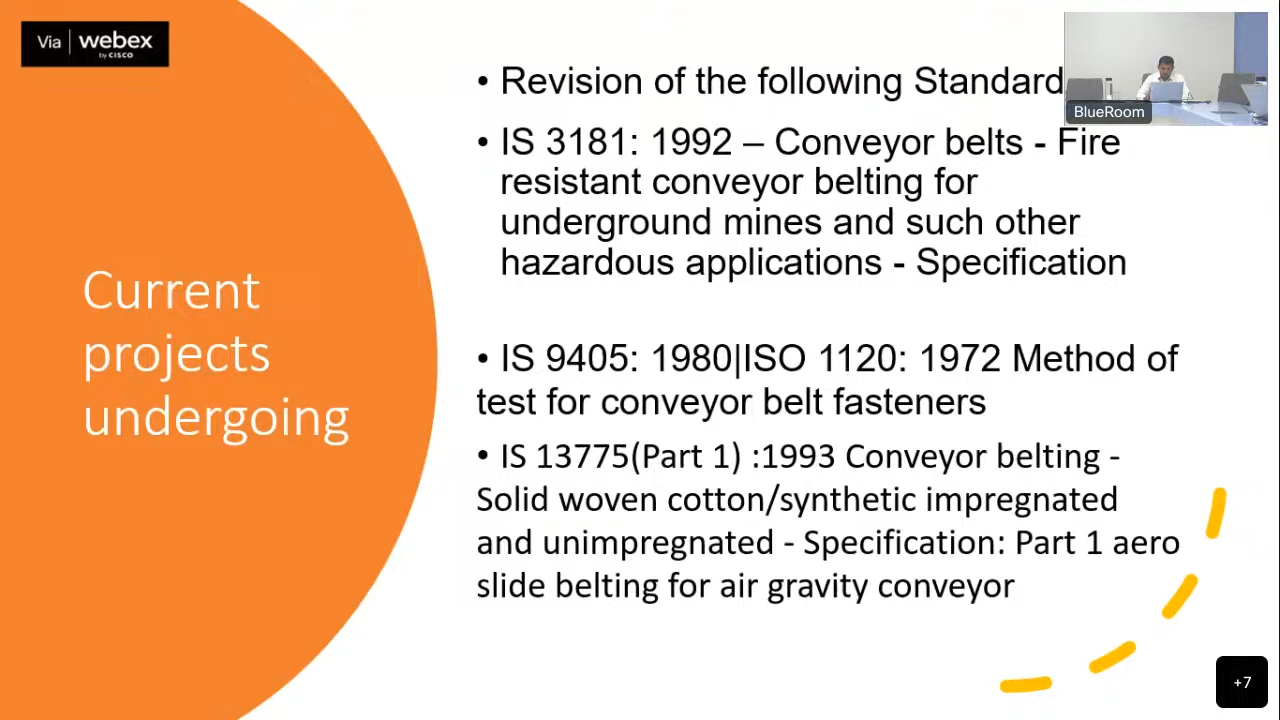 Via | webex
by CISCO
• Revision of the following Standard
BlueRoom
• IS 3181: 1992 – Conveyor belts - Fire
resistant conveyor belting for
underground mines and such other
hazardous applications - Specification
Current
projects
undergoing
• IS 9405: 1980|ISO 1120: 1972 Method of
test for conveyor belt fasteners
• IS 13775(Part 1) :1993 Conveyor belting -
Solid woven cotton/synthetic impregnated
and unimpregnated - Specification: Part 1 aero
slide belting for air gravity conveyor
+7